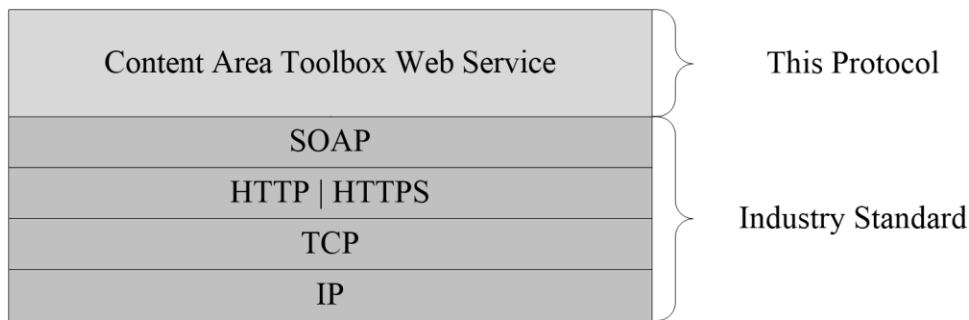 Content Area Toolbox Web Service
This Protocol
SOAP
HTTP | HTTPS
TCP
IP
Industry Standard